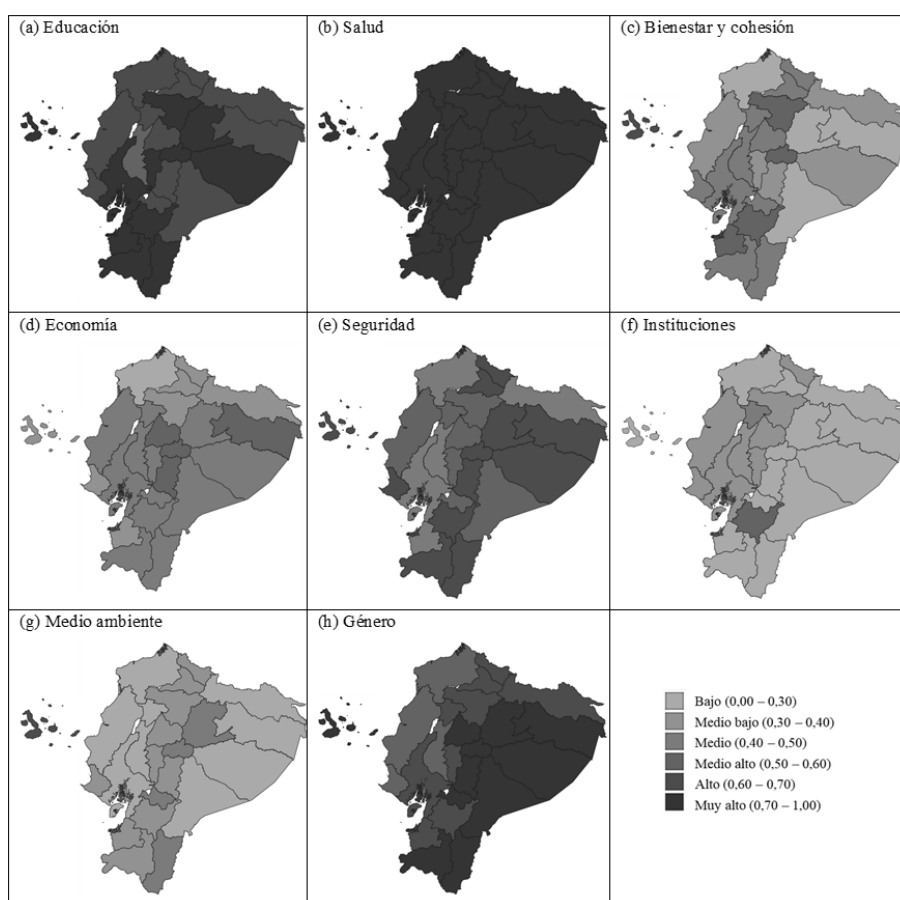 (a) Educación
(b) Salud
(c) Bienestar y cohesión
(d) Economía
(e) Seguridad
(f) Instituciones
(g) Medio ambiente
(h) Género
Bajo (0,00 – 0,30)
Medio bajo (0,30 – 0,40)
Medio (0,40 – 0,50)
Medio alto (0,50 – 0,60)
Alto (0,60 – 0,70)
Muy alto (0,70 – 1,00)